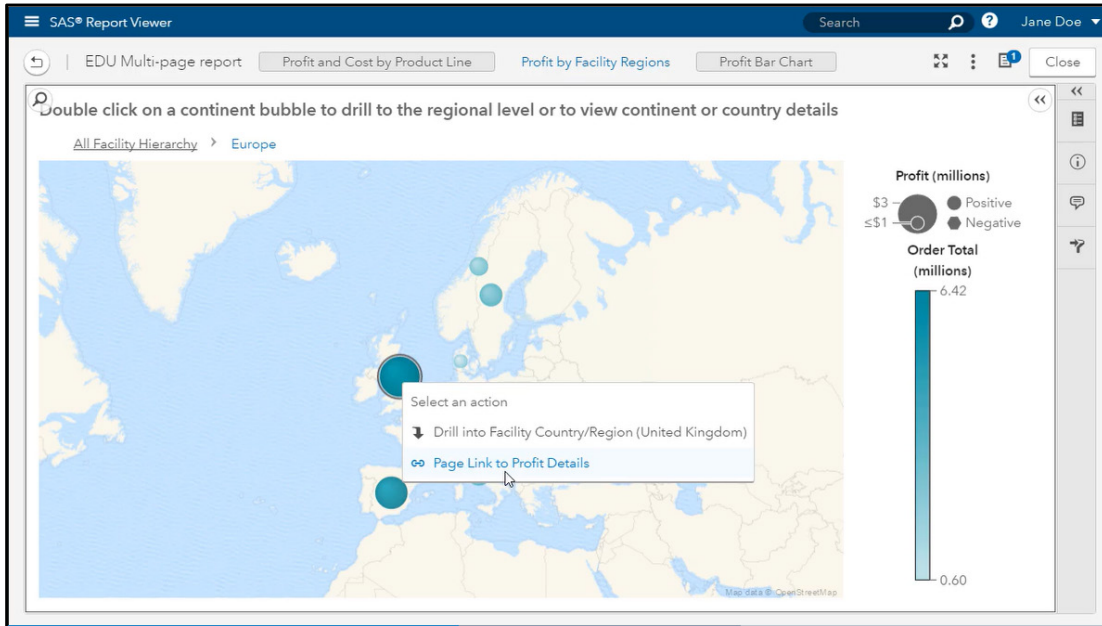 SAS® Report Viewer
Search
? Jane Doe
EDU Multi-page report Profit and Cost by Product Line Profit by Facility Regions Profit Bar Chart 1 Close
Double click on a continent bubble to drill to the regional level or to view continent or country details
All Facility Hierarchy > Europe
Profit (millions)
$3 Positive
≤$1 Negative
Order Total
(millions)
6.42
Select an action
Drill into Facility Country/Region (United Kingdom)
Page Link to Profit Details
0.60
Map data © OpenStreetMap